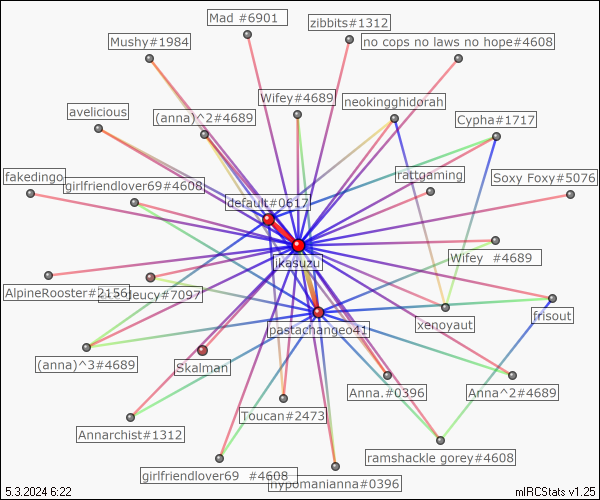 Mad #6901
zibbits#1312
Mushy#1984
no cops no laws no hope#4608
Wifey#4689
neokingghidorah
avelicious
(anna)^2#4689
Cypha#1717
fakedingo
girlfriendlover69#4608
rattgaming
Soxy Foxy#5076
default#0617
jkasuzu
Wifey #4689
AlpineRooster#2156
deucy#7097
frisout
xenoyaut
pastachangeo41
(anna)^3#4689
Skalman
Anna.#0396
Anna^2#4689
Toucan#2473
Annarchist#1312
ramshackle gorey#4608
girlfriendlover69 #4608
hypomanianna#0396
5.3.2024 6:22
mIRCStats v1.25